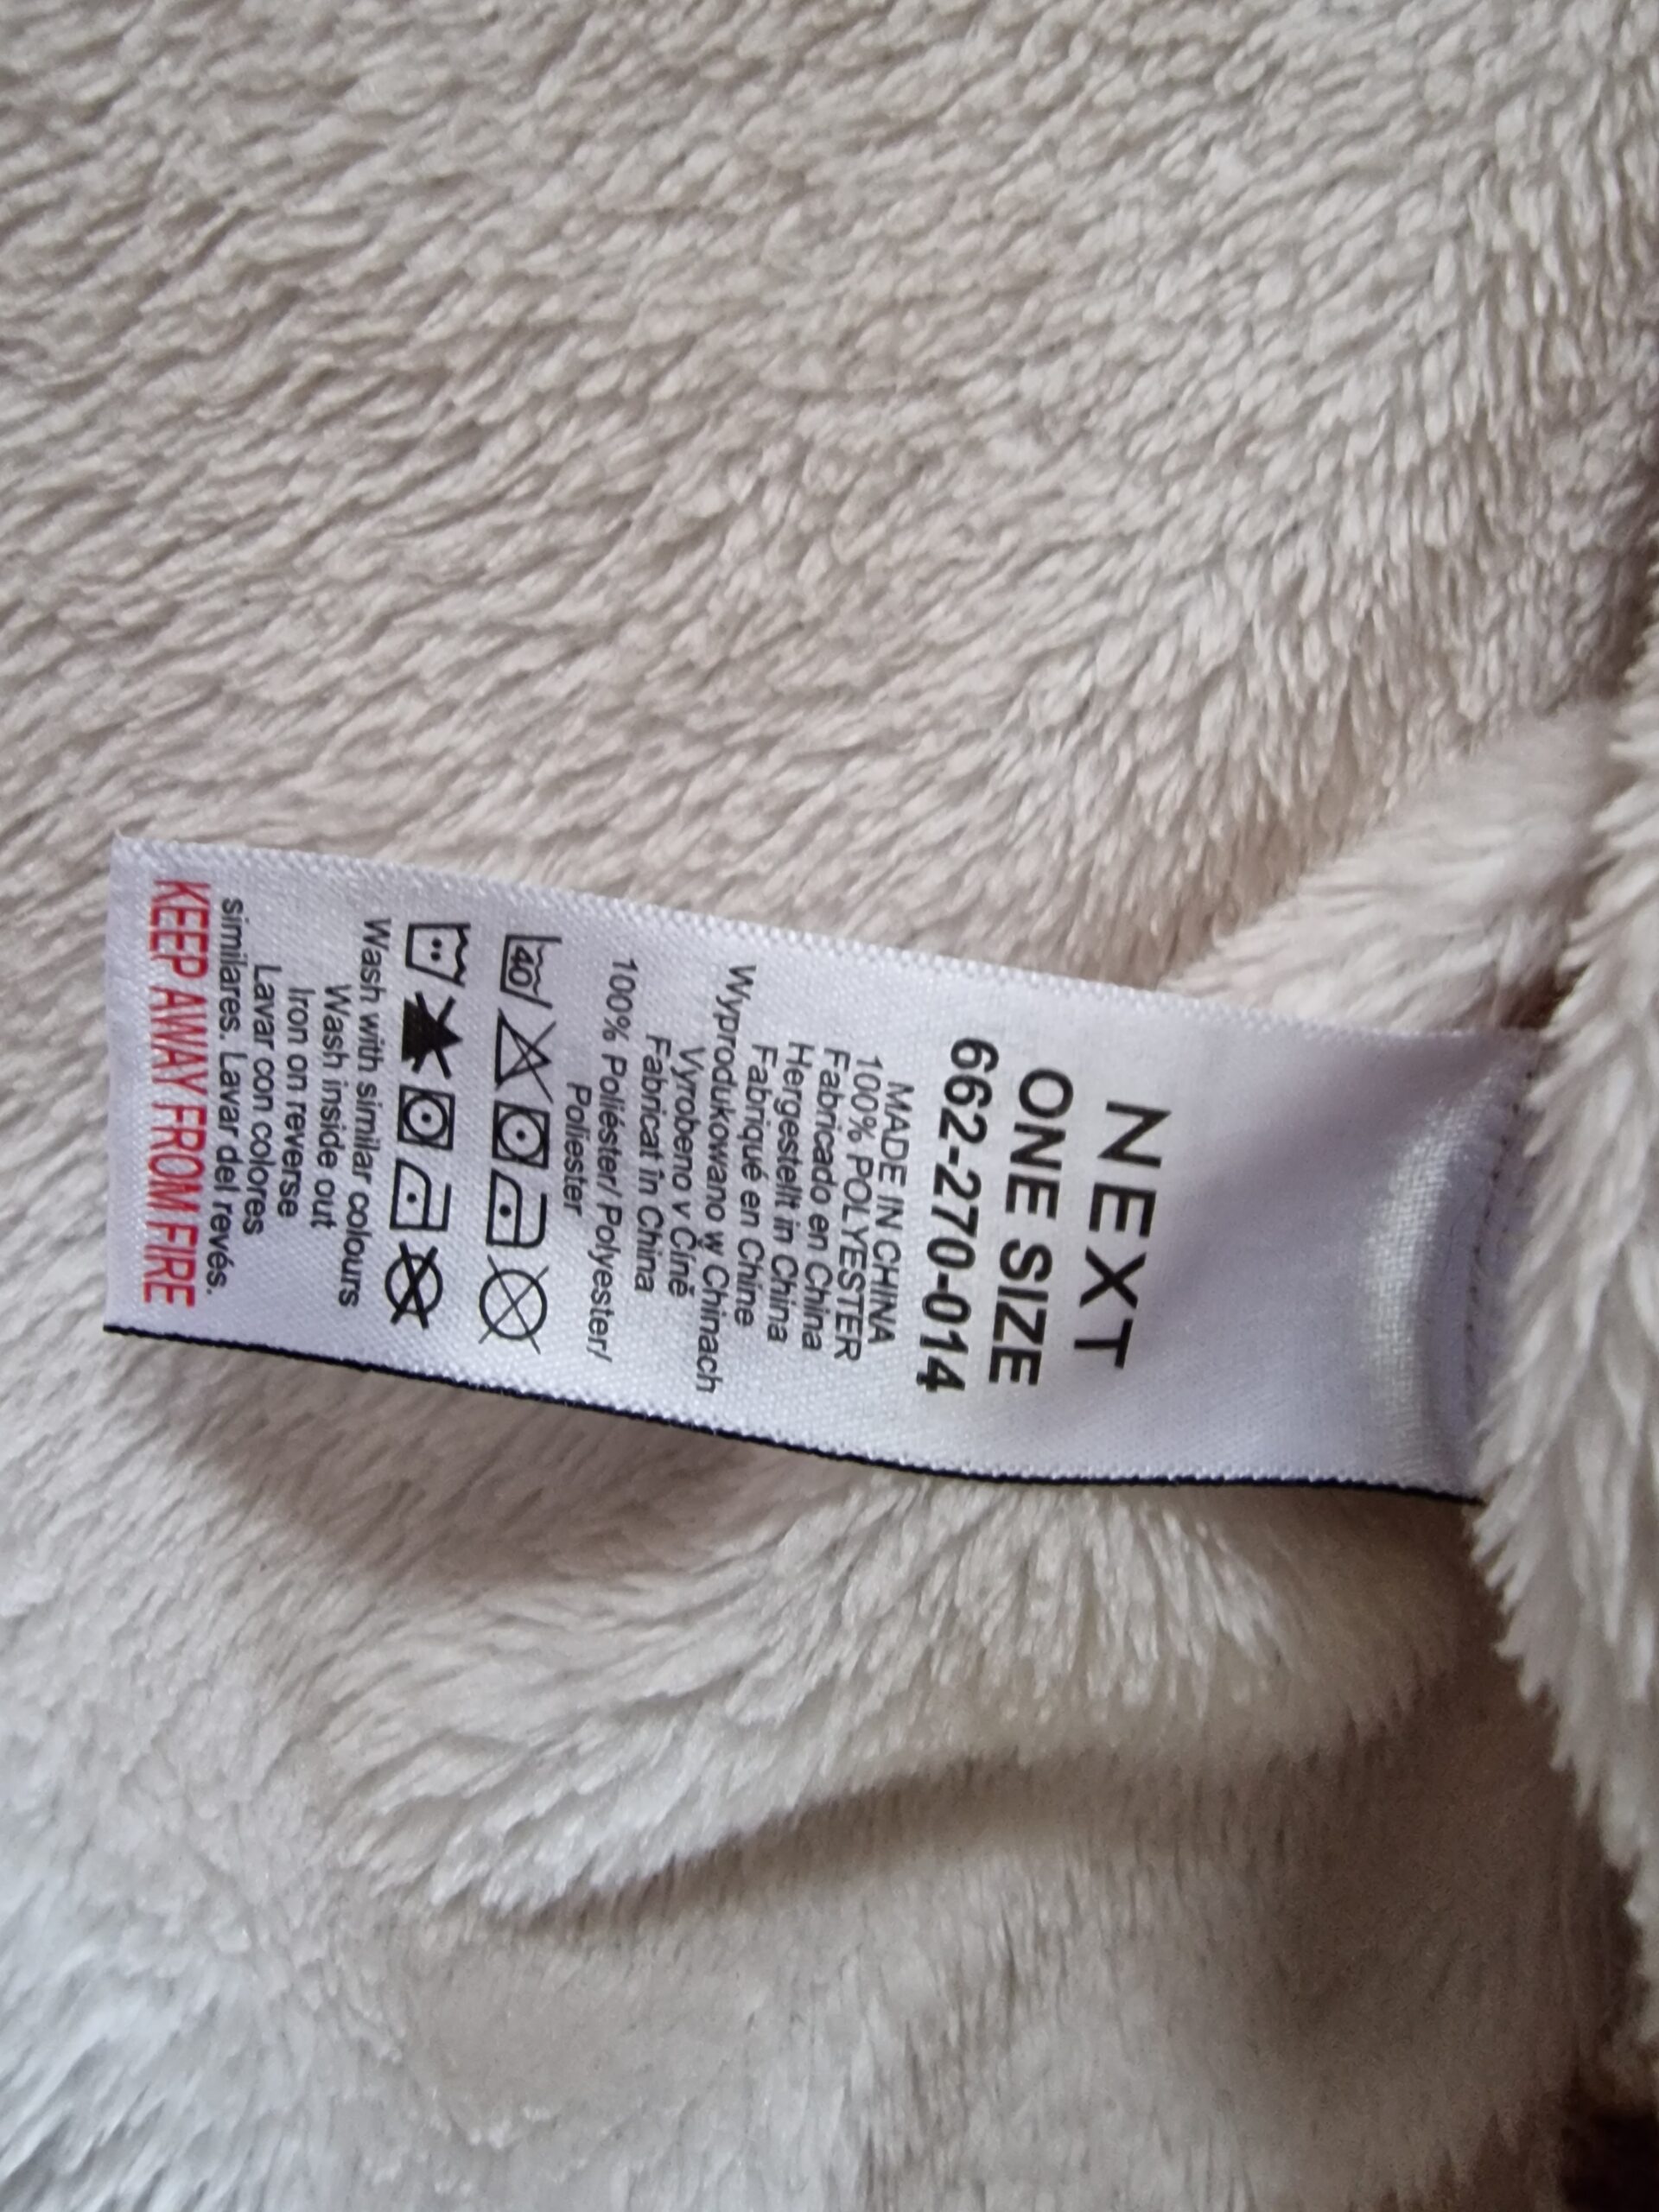 NEXT
ONE SIZE
662-270-014
MADE IN CHINA
100% POLYESTER
Fabricado en China
Hergestellt in China
Fabriqué en Chine
Wyprodukowano w Chinach
Vyrobeno v Číně
Fabricat în China
100% Poliéster/ Polyester/
Poliester
40
Wash with similar colours
Wash inside out
Iron on reverse
Lavar con colores
similares. Lavar del revés.
KEEP AWAY FROM FIRE